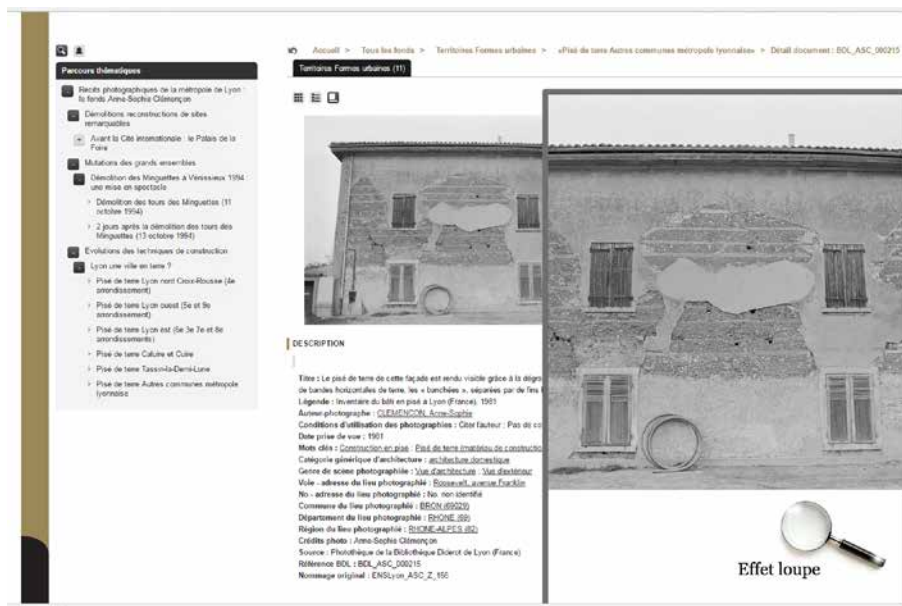 Accueil > Tous les fonds > Territoires Formes urbaines > «Pisé de terre Autres communes métropole lyonnaise» > Détail document : BDL_ASC_000215
Territoires Formes urbaines (11)
Parcours thématiques
Récits photographiques de la métropole de Lyon :
le fonds Anne-Sophie Clémençon
Démolitions reconstructions de sites
remarquables
Avant la Cité internationale : le Palais de la
Foire
Mutations des grands ensembles
Démolition des Minguettes à Vénissieux 1994 :
une mise en spectacle
Démolition des tours des Minguettes (11
octobre 1994)
2 jours après la démolition des tours des
Minguettes (13 octobre 1994)
Evolutions des techniques de construction
Lyon une ville en terre ?
Pisé de terre Lyon nord Croix-Rousse (4e
arrondissement)
Pisé de terre Lyon ouest (5e et 9e
arrondissement)
Pisé de terre Lyon est (6e 3e 7e et 8e
arrondissements)
Pisé de terre Caluire et Cuire
Pisé de terre Tassin-la-Demi-Lune
Pisé de terre Autres communes métropole
lyonnaise
DESCRIPTION
Titre : Le pisé de terre de cette façade est rendu visible grâce à la
de bandes horizontales de terre, les « banchées », séparées par de fins
Légende : Inventaire du bâti en pisé à Lyon (France), 1981
Auteur-photographe : CLEMENCON, Anne-Sophie
Conditions d'utilisation des photographies : Citer l'auteur ; Pas de
Date prise de vue : 1981
Mots clés : Construction en pisé ; Pisé de terre (matériau de
Catégorie générique d'architecture : architecture domestique
Genre de scène photographiée : Vue d'architecture ; Vue d'extérieur
Voie - adresse du lieu photographié : Roosevelt, avenue Franklin
No - adresse du lieu photographié : No. non identifié
Commune du lieu photographié : BRON (69029)
Département du lieu photographié : RHONE (69)
Région du lieu photographié : RHONE-ALPES (82)
Crédits photo : Anne-Sophie Clémençon
Source : Photothèque de la Bibliothèque Diderot de Lyon (France)
Référence BDL : BDL_ASC_000215
Nommage original : ENSLyon_ASC_Z_156
Effet loupe